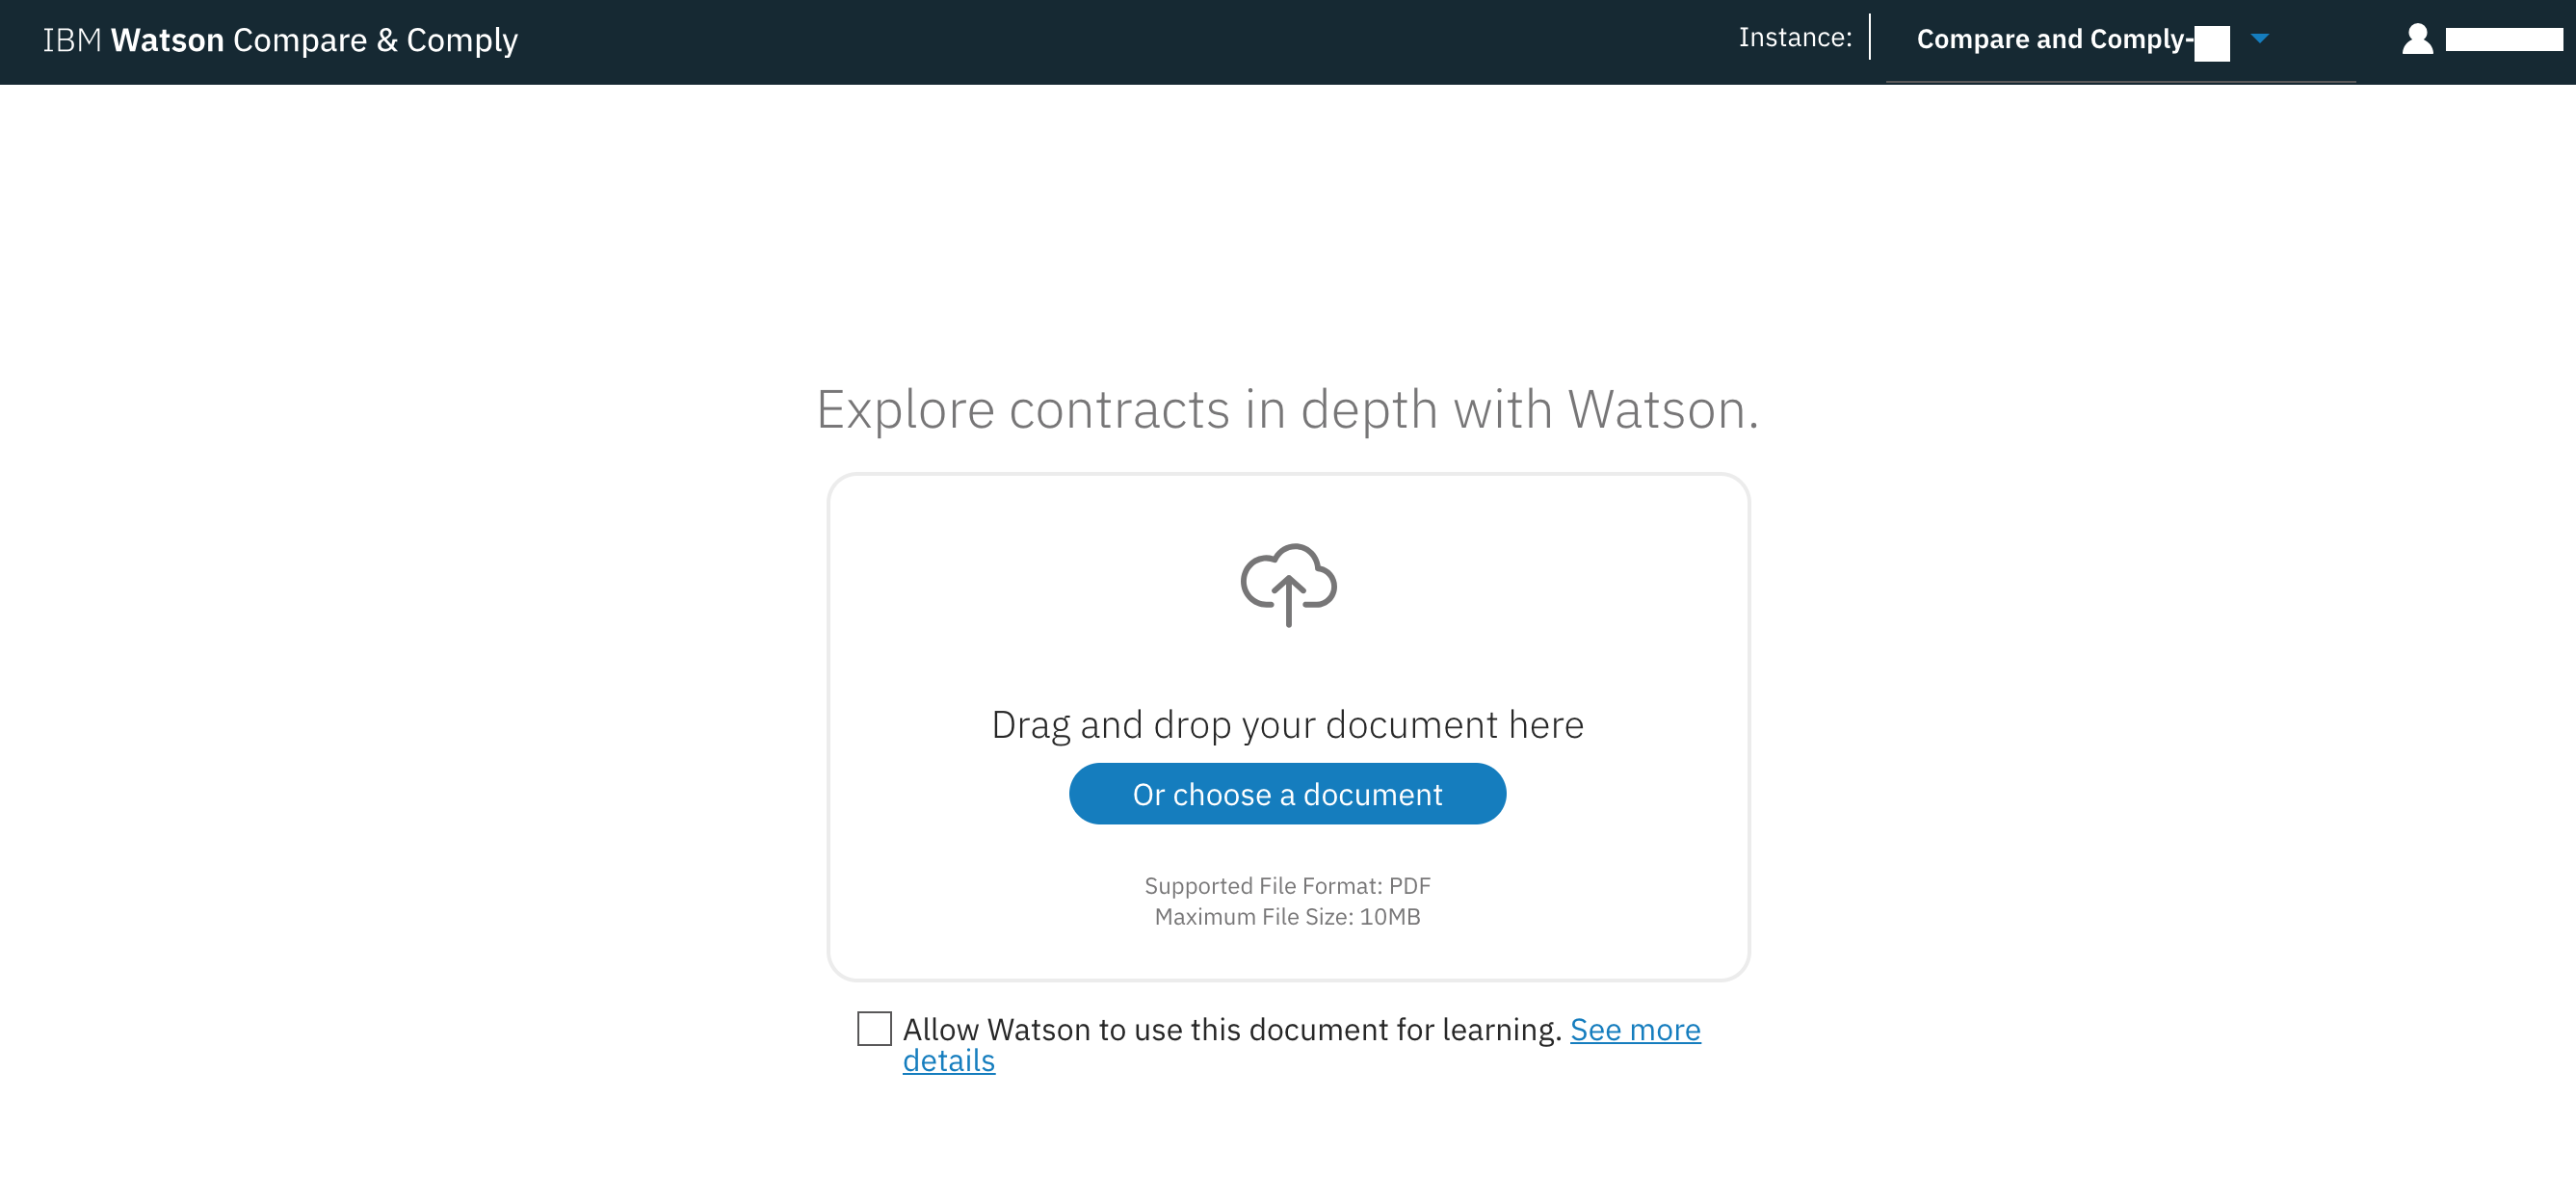 IBM Watson Compare & Comply
Instance:
Compare and Comply-
Explore contracts in depth with Watson.
Drag and drop your document here
Or choose a document
Supported File Format: PDF
Maximum File Size: 10MB
Allow Watson to use this document for learning. See more
details